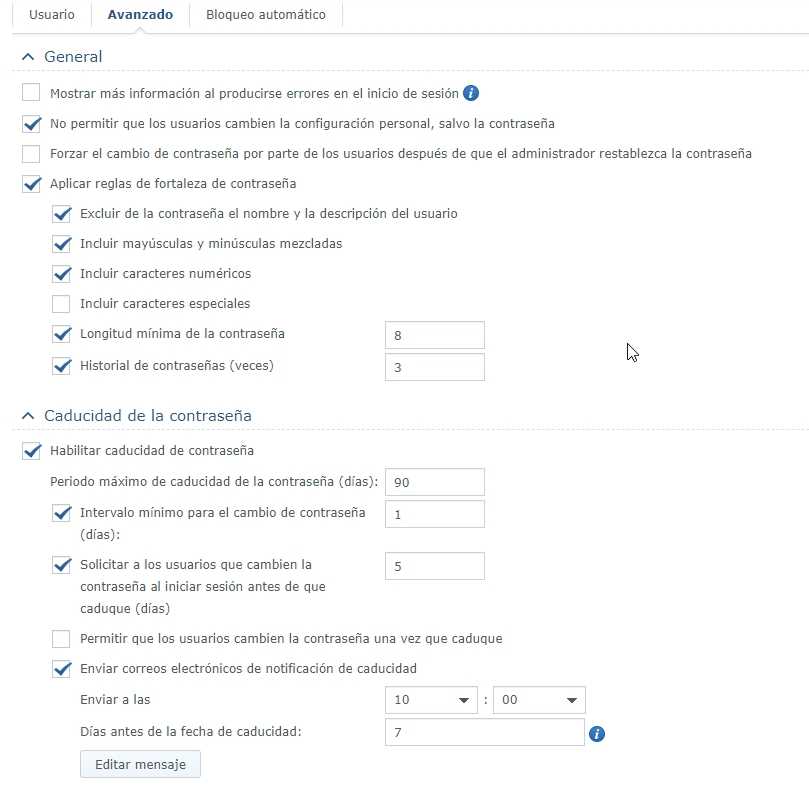 Usuario Avanzado Bloqueo automático
General
Mostrar más información al producirse errores en el inicio de sesión i
No permitir que los usuarios cambien la configuración personal, salvo la contraseña
Forzar el cambio de contraseña por parte de los usuarios después de que el administrador restablezca la contraseña
Aplicar reglas de fortaleza de contraseña
Excluir de la contraseña el nombre y la descripción del usuario
Incluir mayúsculas y minúsculas mezcladas
Incluir caracteres numéricos
Incluir caracteres especiales
Longitud mínima de la contraseña 8
Historial de contraseñas (veces) 3
Caducidad de la contraseña
Habilitar caducidad de contraseña
Periodo máximo de caducidad de la contraseña (días): 90
Intervalo mínimo para el cambio de contraseña 1
(días):
Solicitar a los usuarios que cambien la 5
contraseña al iniciar sesión antes de que
caduque (días)
Permitir que los usuarios cambien la contraseña una vez que caduque
Enviar correos electrónicos de notificación de caducidad
Enviar a las 10 : 00
Días antes de la fecha de caducidad: 7 i
Editar mensaje